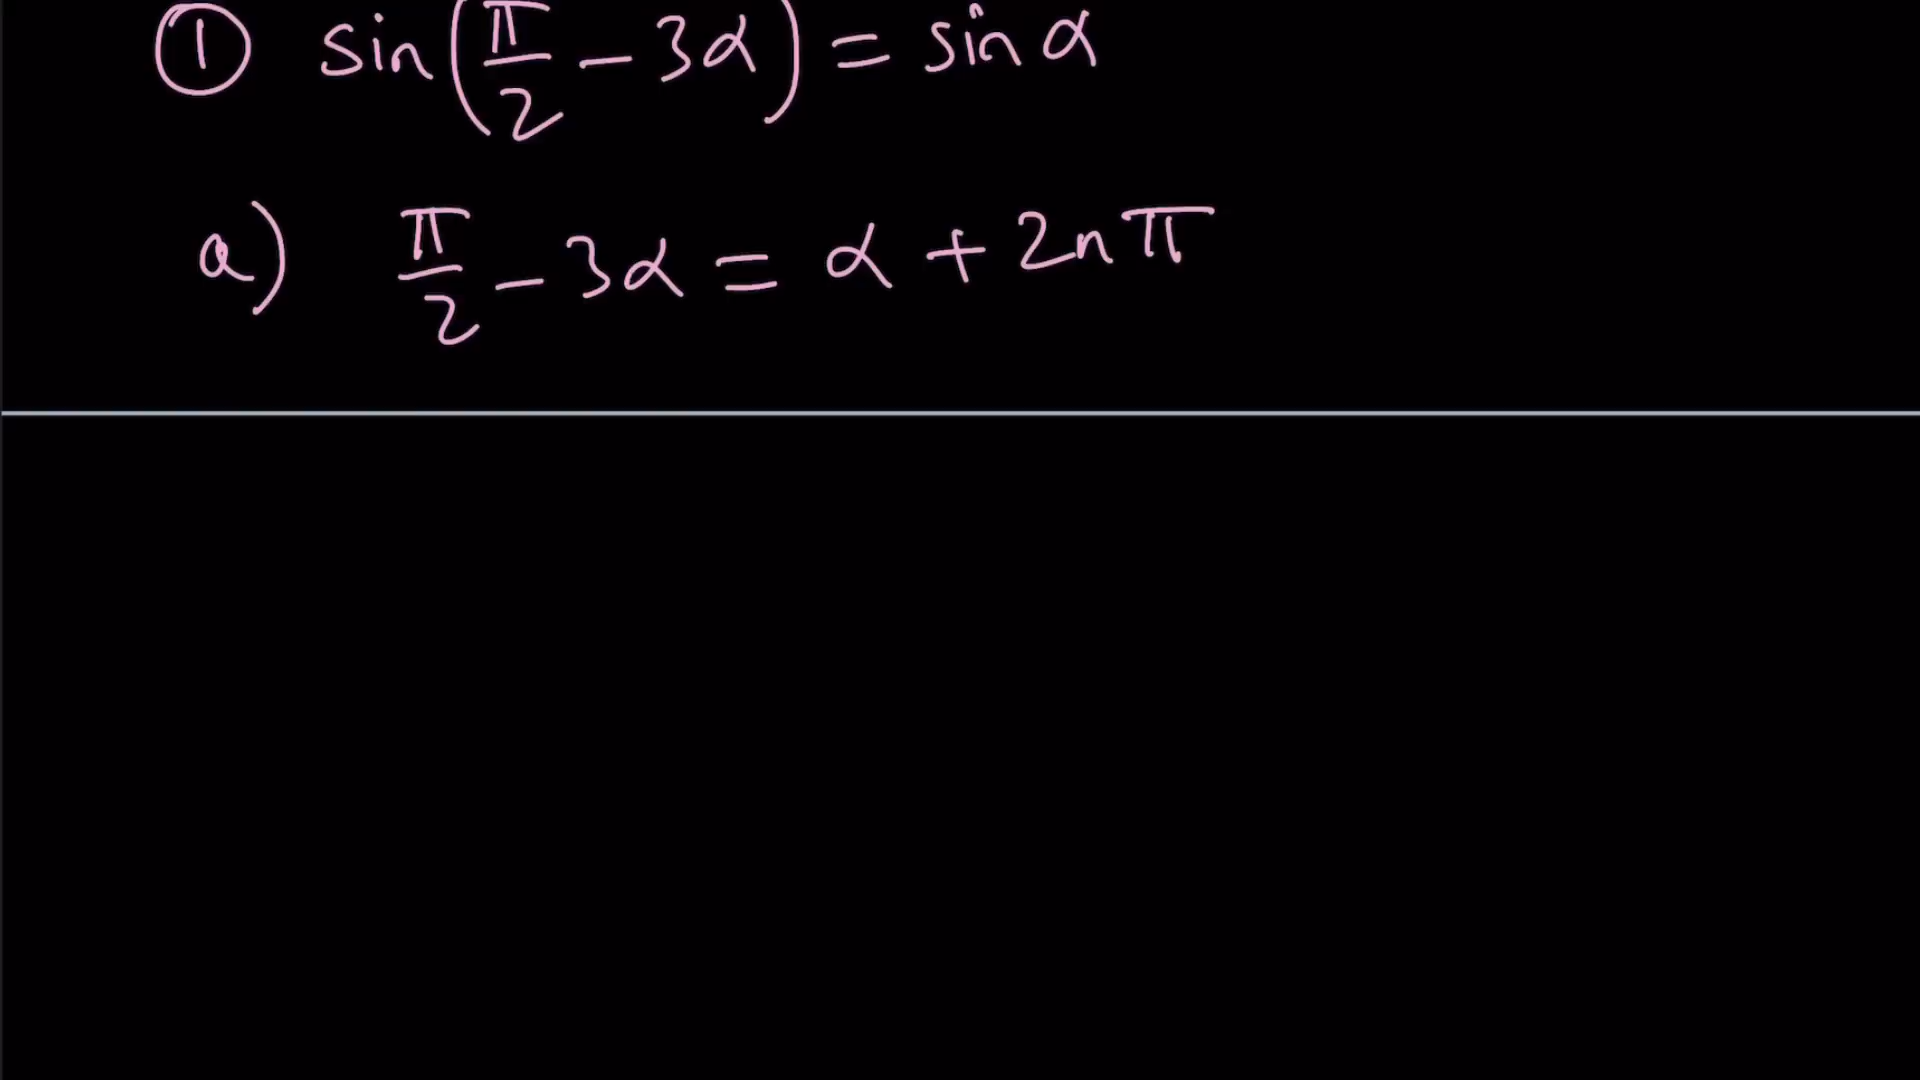 ① sin(π/2 - 3α) = sin α
a) π/2 - 3α = α + 2nπ